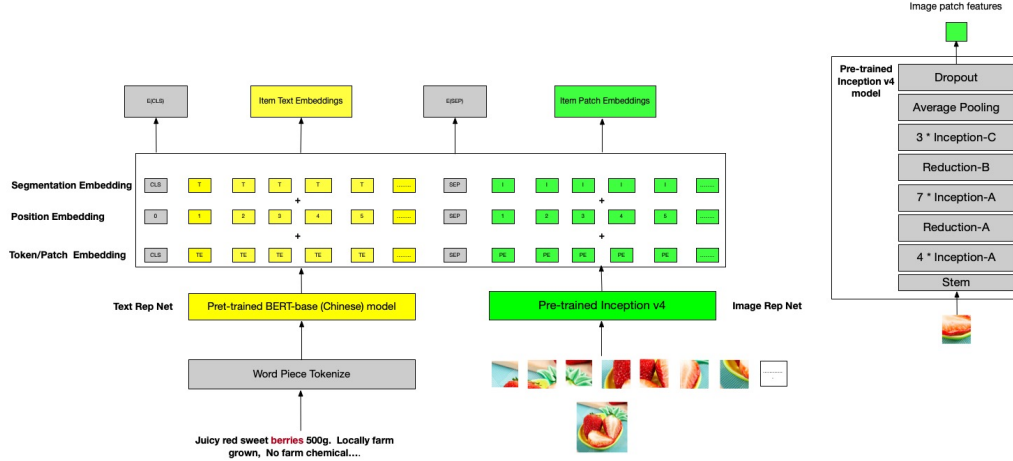 Image patch features
Pre-trained
Inception v4
model
Dropout
Average Pooling
3 * Inception-C
Reduction-B
7 * Inception-A
Reduction-A
4 * Inception-A
Stem
E(CLS)
Item Text Embeddings
E(SEP)
Item Patch Embeddings
Segmentation Embedding
CLS T T T T T ........ SEP I I I I I ........
+ +
Position Embedding
0 1 2 3 4 5 ........ SEP 1 2 3 4 5 ........
+ +
Token/Patch Embedding
CLS TE TE TE TE TE ........ SEP PE PE PE PE PE ........
Text Rep Net
Pret-trained BERT-base (Chinese) model
Pre-trained Inception v4
Image Rep Net
Word Piece Tokenize
Juicy red sweet berries 500g. Locally farm
grown, No farm chemical....